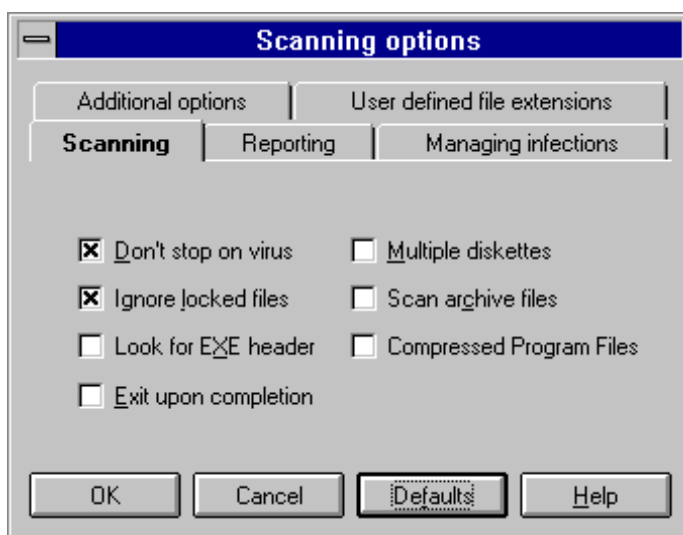 Scanning options
Additional options User defined file extensions
Scanning Reporting Managing infections
Don't stop on virus Multiple diskettes
Ignore locked files Scan archive files
Look for EXE header Compressed Program Files
Exit upon completion
OK Cancel Defaults Help